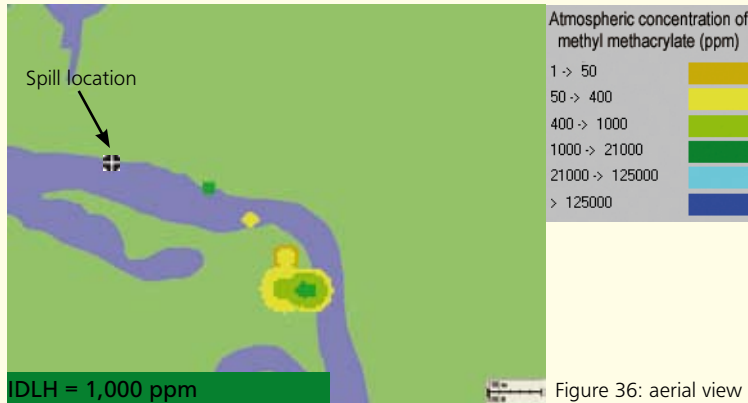 Spill location
IDLH = 1,000 ppm
Atmospheric concentration of
methyl methacrylate (ppm)
1 -> 50
50 -> 400
400 -> 1000
1000 -> 21000
21000 -> 125000
> 125000
Figure 36: aerial view